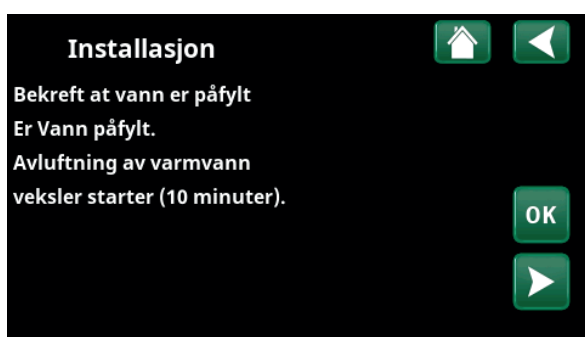 Installasjon
Bekreft at vann er påfylt
Er Vann påfylt.
Avluftning av varmvann
veksler starter (10 minuter).
OK